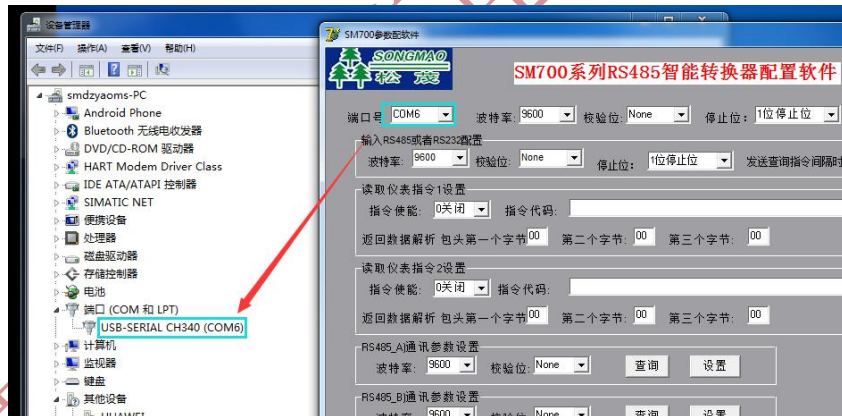 设备管理器
文件(F) 操作(A) 查看(V) 帮助(H)
smdzyaoms-PC
Android Phone
Bluetooth 无线电收发器
DVD/CD-ROM 驱动器
HART Modem Driver Class
IDE ATA/ATAPI 控制器
SIMATIC NET
便携设备
处理器
磁盘驱动器
存储控制器
电池
端口 (COM 和 LPT)
USB-SERIAL CH340 (COM6)
计算机
监视器
键盘
其他设备
HUAWEI
SM700参数配软件
SONGMAO
松茂
SM700系列RS485智能转换器配置软件
端口号 COM6 波特率: 9600 校验位: None 停止位: 1位停止位
输入RS485或者RS232配置
波特率: 9600 校验位: None 停止位: 1位停止位 发送查询指令间隔时
读取仪表指令1设置
指令使能: 0关闭 指令代码:
返回数据解析 包头第一个字节 00 第二个字节: 00 第三个字节: 00
读取仪表指令2设置
指令使能: 0关闭 指令代码:
返回数据解析 包头第一个字节 00 第二个字节: 00 第三个字节: 00
RS485_A)通讯参数设置
波特率: 9600 校验位: None 查询 设置
RS485_B)通讯参数设置
波特率: 9600 校验位: None 查询 设置